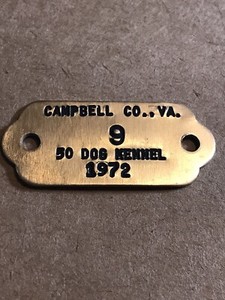 CAMPBELL CO., VA.
9
50 DOG KENNEL
1972